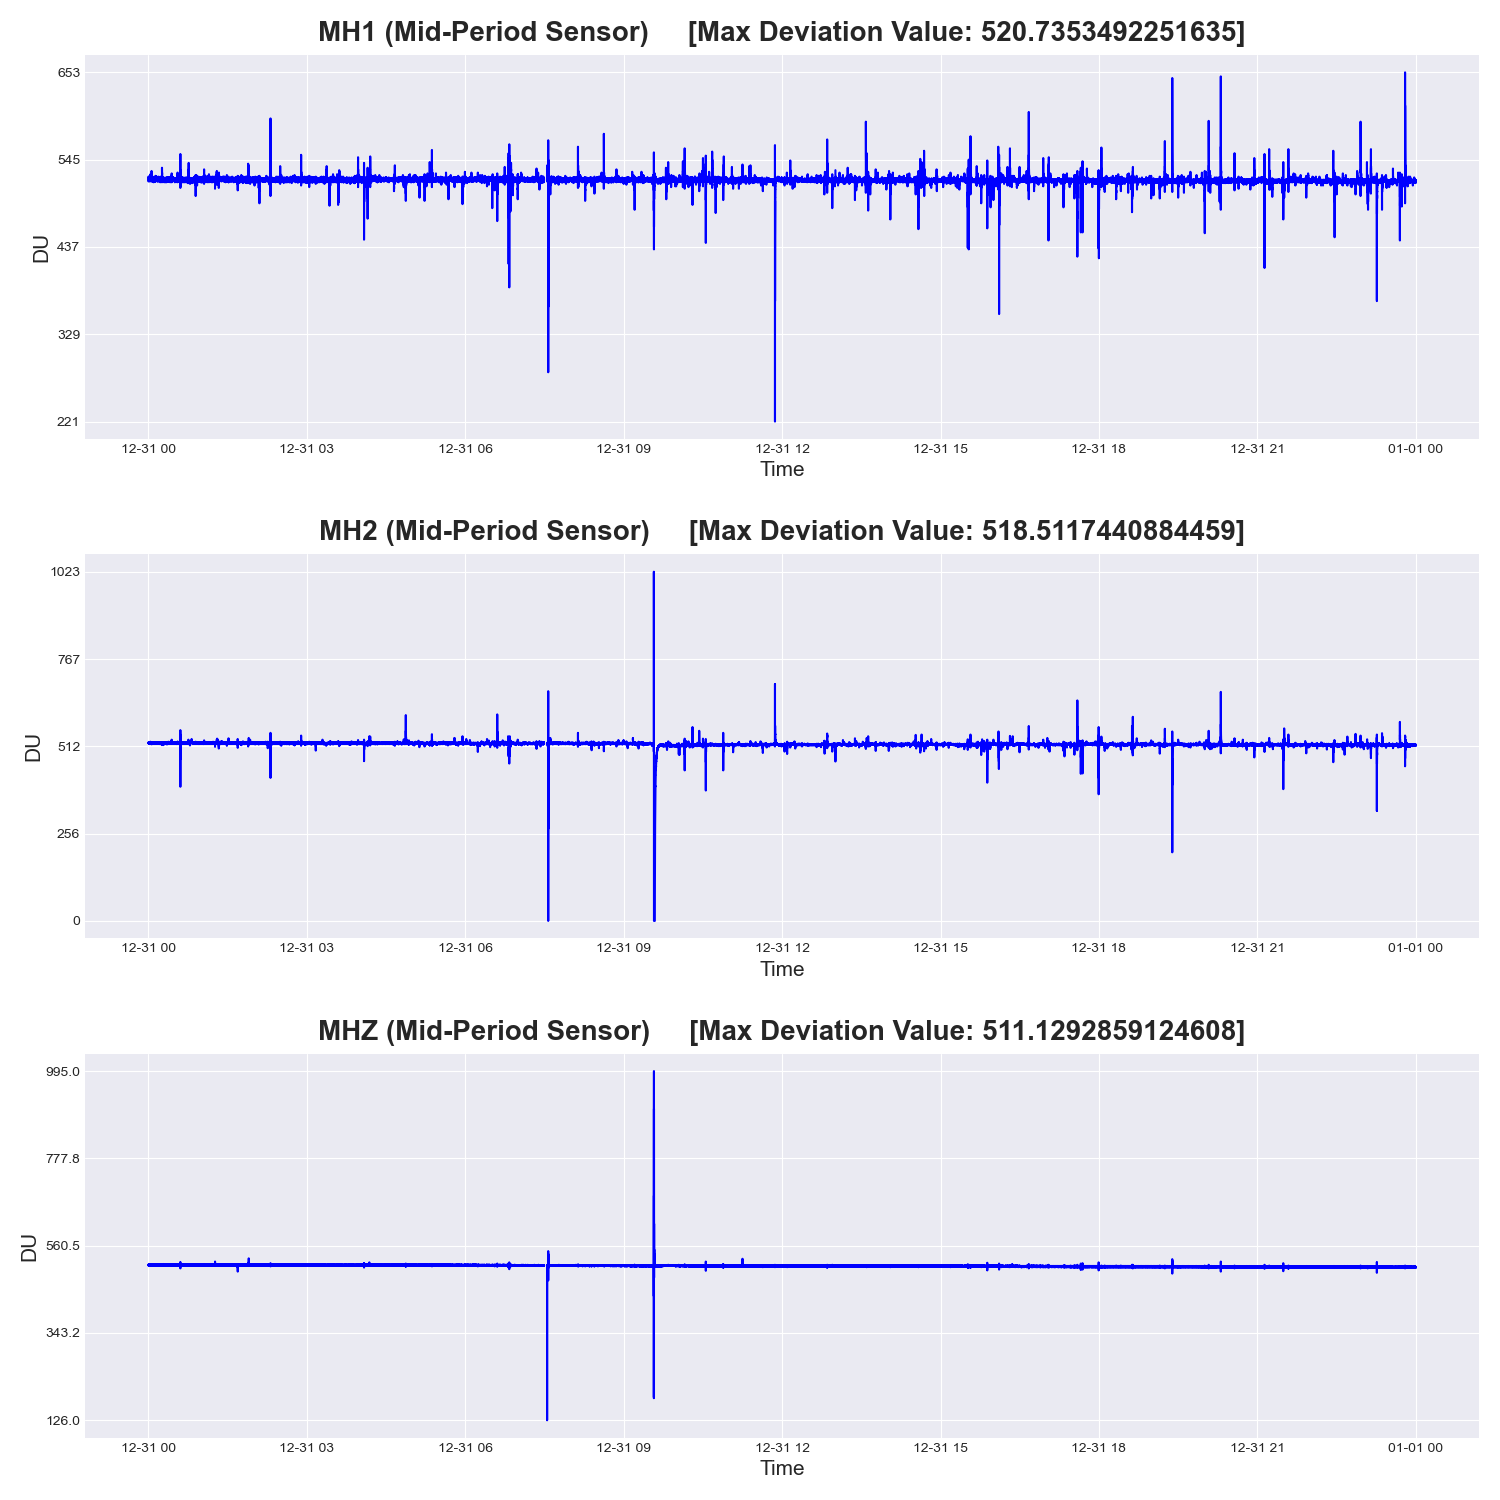 MH1 (Mid-Period Sensor) [Max Deviation Value: 520.7353492251635]
653
545
437
329
221
DU
12-31 00 12-31 03 12-31 06 12-31 09 12-31 12 12-31 15 12-31 18 12-31 21 01-01 00
Time
MH2 (Mid-Period Sensor) [Max Deviation Value: 518.5117440884459]
1023
767
512
256
0
DU
12-31 00 12-31 03 12-31 06 12-31 09 12-31 12 12-31 15 12-31 18 12-31 21 01-01 00
Time
MHZ (Mid-Period Sensor) [Max Deviation Value: 511.1292859124608]
995.0
777.8
560.5
343.2
126.0
DU
12-31 00 12-31 03 12-31 06 12-31 09 12-31 12 12-31 15 12-31 18 12-31 21 01-01 00
Time